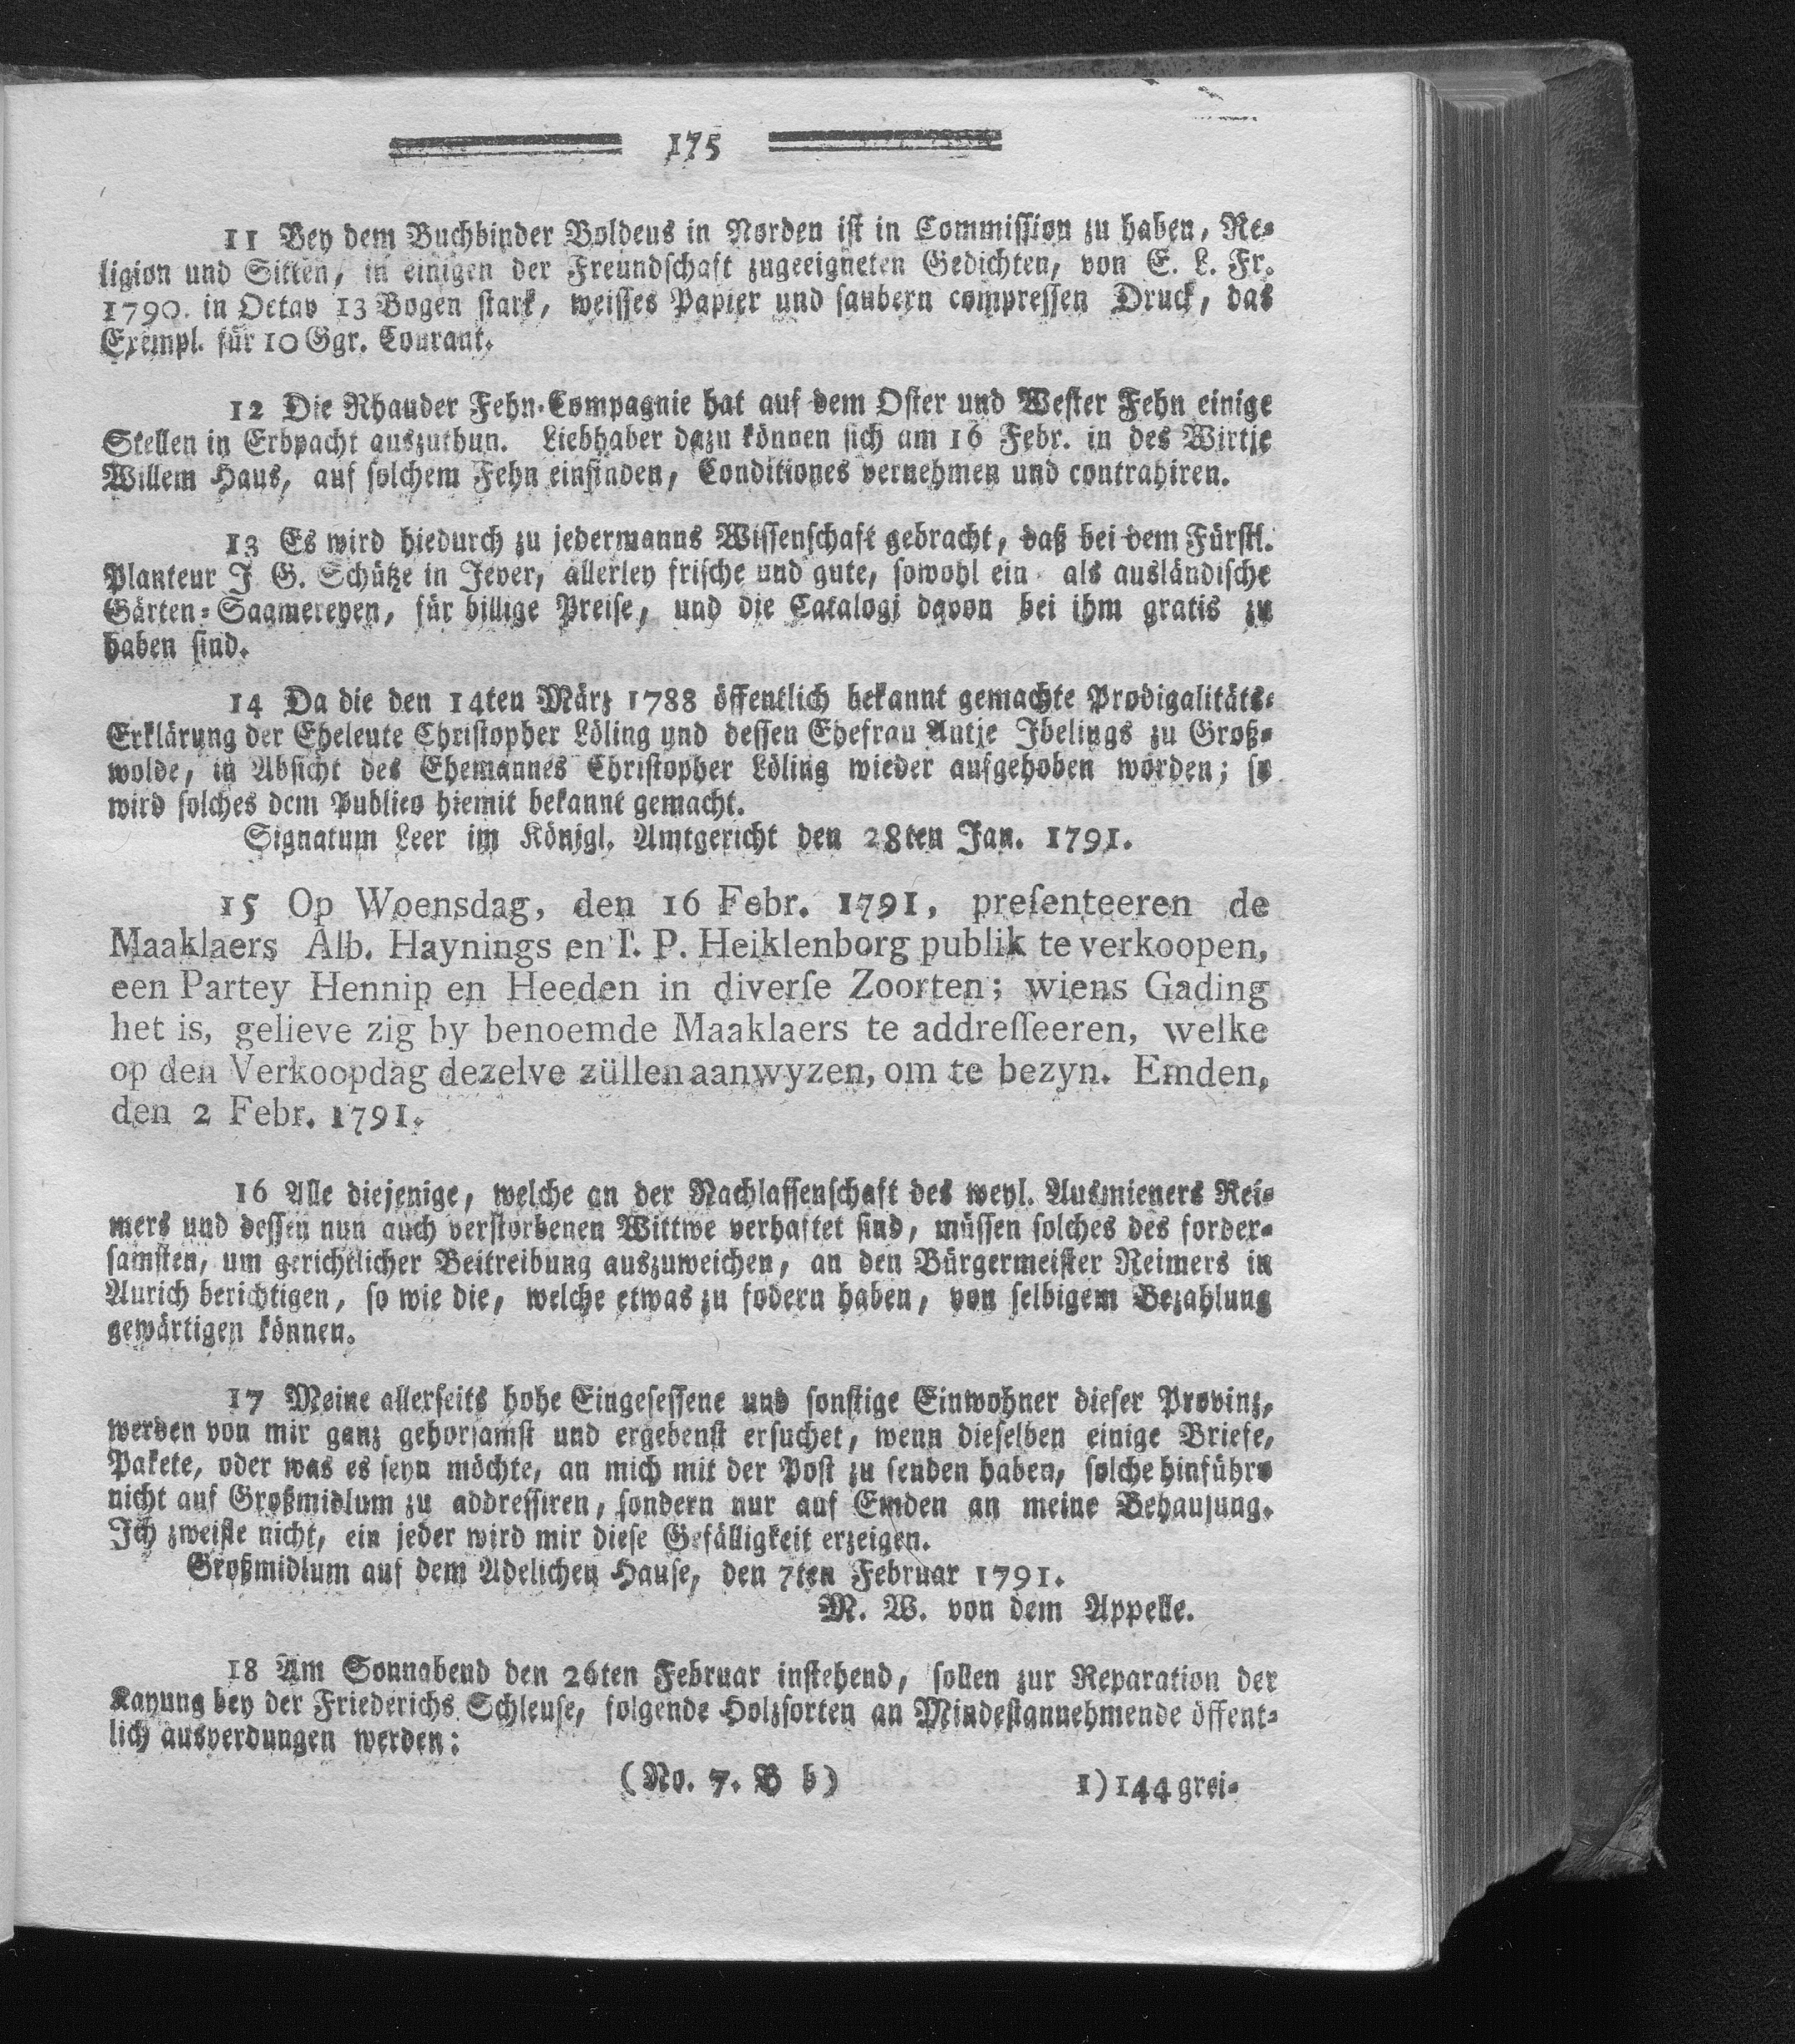 175
11 Bey dem Buchbinder Boldeus in Norden ist in Commission zu haben, Re-
ligion und Sitten, in einigen der Freundschaft zugeeigneten Gedichten, von E. L. Fr.
1790. in Octav 13 Bogen stark, weisses Papier und saubern compressen Druck, das
Exempl. für 10 Ggr. Courant.
12 Die Rhauder Fehn-Compagnie hat auf dem Oster und Wester Fehn einige
Stellen in Erbpacht auszuthun. Liebhaber dazu können sich am 16 Febr. in des Wirtje
Willem Haus, auf solchem Fehn einfinden, Conditiones vernehmen und contrahiren.
13 Es wird hiedurch zu jedermanns Wissenschaft gebracht, daß bei dem Fürstl.
Planteur J G. Schütze in Jever, allerley frische und gute, sowohl ein- als ausländische
Gärten-Saamereyen, für billige Preise, und die Catalogi davon bei ihm gratis zu
haben sind.
14 Da die den 14ten März 1788 öffentlich bekannt gemachte Prodigalitäts-
Erklärung der Eheleute Christopher Löling und dessen Ehefrau Antje Ibelings zu Groß-
wolde, in Absicht des Ehemannes Christopher Löling wieder aufgehoben worden; so
wird solches dem Publico hiemit bekannt gemacht.
Signatum Leer im Königl. Amtgericht den 28ten Jan. 1791.
15 Op Woensdag, den 16 Febr. 1791, preſenteeren de
Maaklaers Alb. Haynings en I. P. Heiklenborg publik te verkoopen,
een Partey Hennip en Heeden in diverſe Zoorten; wiens Gading
het is, gelieve zig by benoemde Maaklaers te addreſſeeren, welke
op den Verkoopdag dezelve züllen aanwyzen, om te bezyn. Emden,
den 2 Febr. 1791.
16 Alle diejenige, welche an der Nachlassenschaft des weyl. Ausmieners Rei-
mers und dessen nun auch verstorbenen Wittwe verhaftet sind, müssen solches des forder-
samsten, um gerichtlicher Beitreibung auszuweichen, an den Bürgermeister Reimers in
Aurich berichtigen, so wie die, welche etwas zu fodern haben, von selbigem Bezahlung
gewärtigen können.
17 Meine allerseits hohe Eingesessene und sonstige Einwohner dieser Provinz,
werden von mir ganz gehorsamst und ergebenst ersuchet, wenn dieselben einige Briefe,
Pakete, oder was es seyn möchte, an mich mit der Post zu senden haben, solche hinführo
nicht auf Großmidlum zu addressiren, sondern nur auf Emden an meine Behausung.
Ich zweifle nicht, ein jeder wird mir diese Gefälligkeit erzeigen.
Großmidlum auf dem Adelichen Hause, den 7ten Februar 1791.
M. W. von dem Appelle.
18 Am Sonnabend den 26ten Februar instehend, sollen zur Reparation der
Kayung bey der Friederichs Schleuse, folgende Holzsorten an Mindestannehmende öffent-
lich ausverdungen werden:
(No. 7. B b) 1) 144 grei-